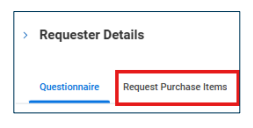 > Requester Details
Questionnaire Request Purchase Items